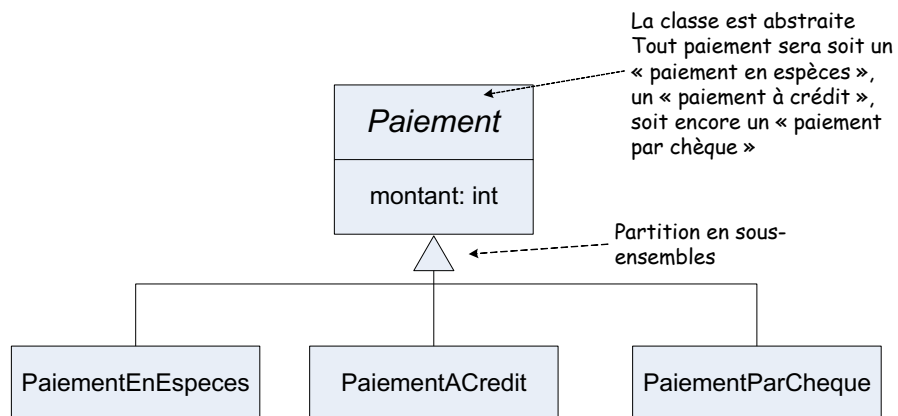 La classe est abstraite
Tout paiement sera soit un
« paiement en espèces »,
un « paiement à crédit »,
soit encore un « paiement
par chèque »
Paiement
montant: int
Partition en sous-
ensembles
PaiementEnEspeces
PaiementACredit
PaiementParCheque